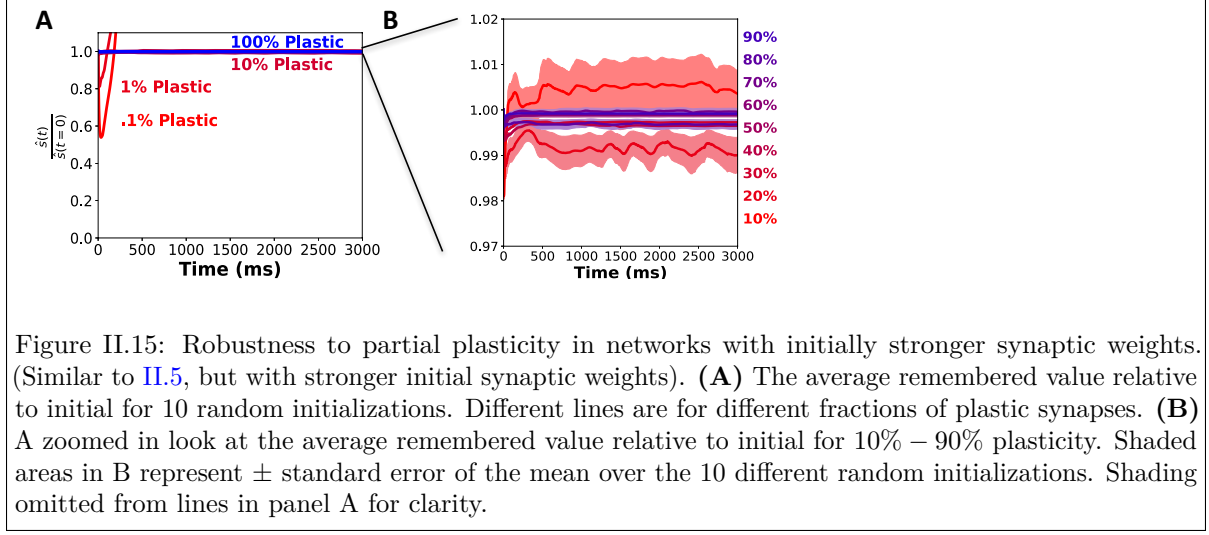 A
B
1.0
0.8
0.6
0.4
0.2
0.0
ŝ(t)
ŝ(t = 0)
100% Plastic
10% Plastic
1% Plastic
.1% Plastic
0 500 1000 1500 2000 2500 3000
Time (ms)
1.02
1.01
1.00
0.99
0.98
0.97
0 500 1000 1500 2000 2500 3000
Time (ms)
90%
80%
70%
60%
50%
40%
30%
20%
10%
Figure II.15: Robustness to partial plasticity in networks with initially stronger synaptic weights.
(Similar to II.5, but with stronger initial synaptic weights). (A) The average remembered value relative
to initial for 10 random initializations. Different lines are for different fractions of plastic synapses. (B)
A zoomed in look at the average remembered value relative to initial for 10% − 90% plasticity. Shaded
areas in B represent ± standard error of the mean over the 10 different random initializations. Shading
omitted from lines in panel A for clarity.